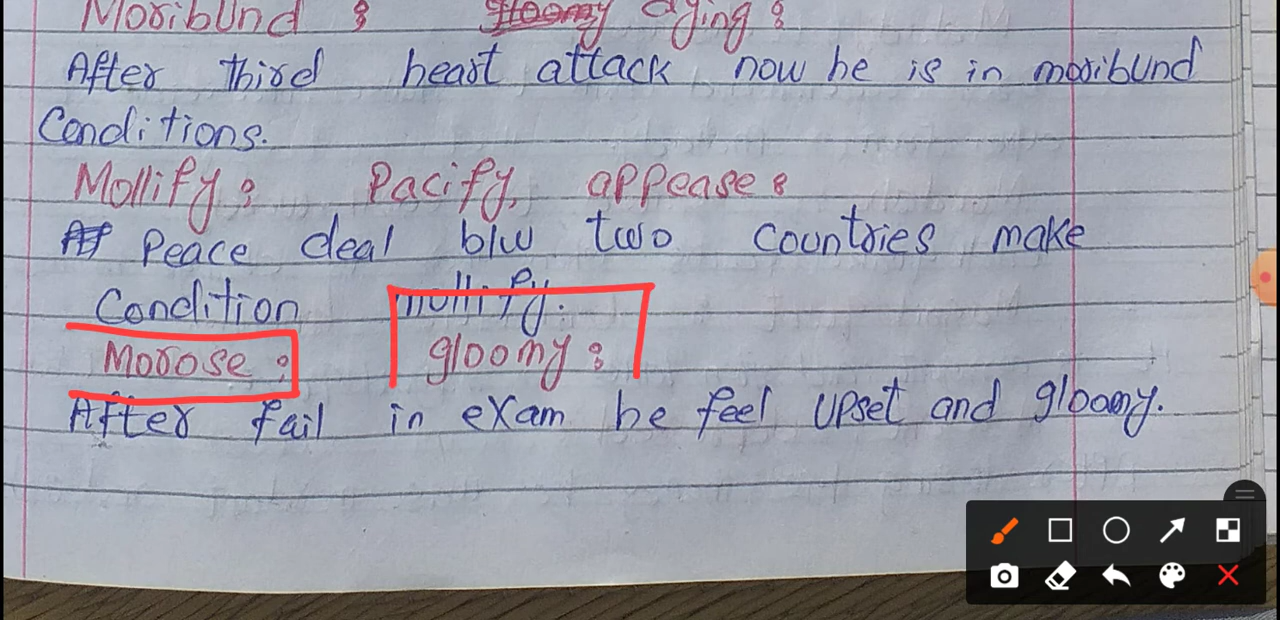 Moribund : gloomy dying :
After third heart attack now he is in moribund
Conditions.
Mollify : Pacify, appease :
Peace deal b/w two countries make
Condition mollify.
Morose : gloomy :
After fail in exam he feel upset and gloomy.